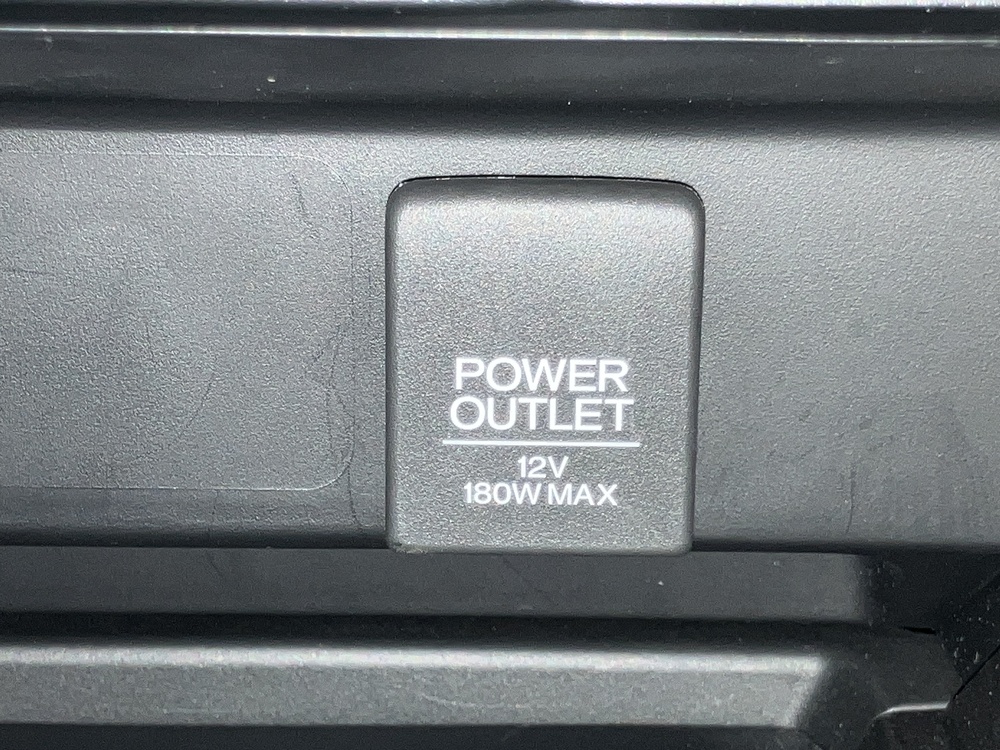 POWER
OUTLET
12V
180W MAX